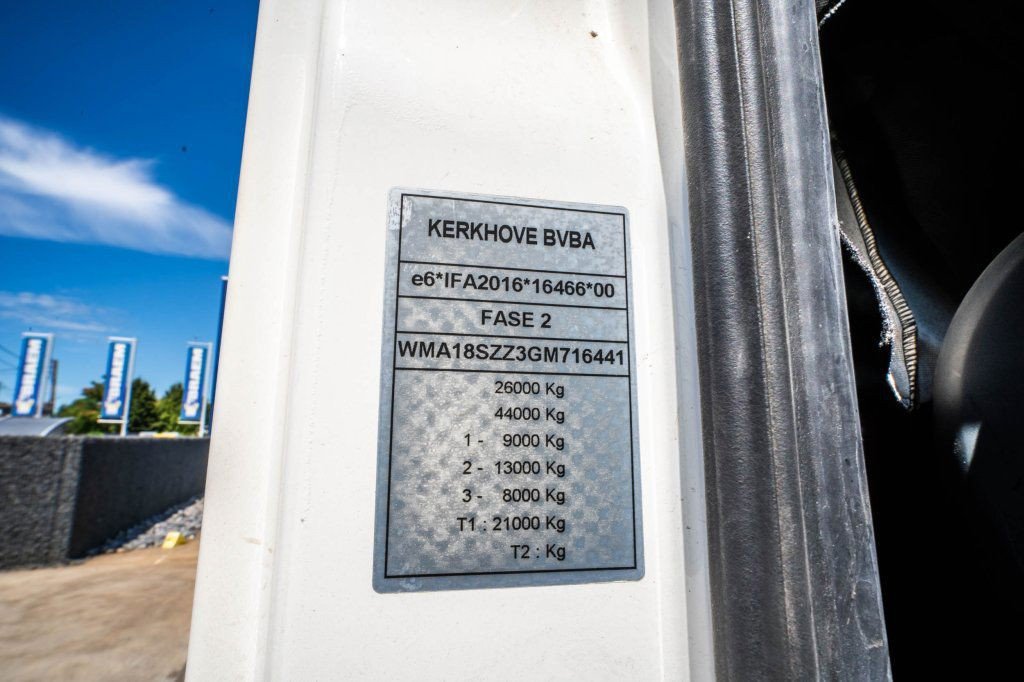 KERKHOVE BVBA
e6*IFA2016*16466*00
FASE 2
WMA18SZZ3GM716441
26000 Kg
44000 Kg
1 - 9000 Kg
2 - 13000 Kg
3 - 8000 Kg
T1 : 21000 Kg
T2 : Kg